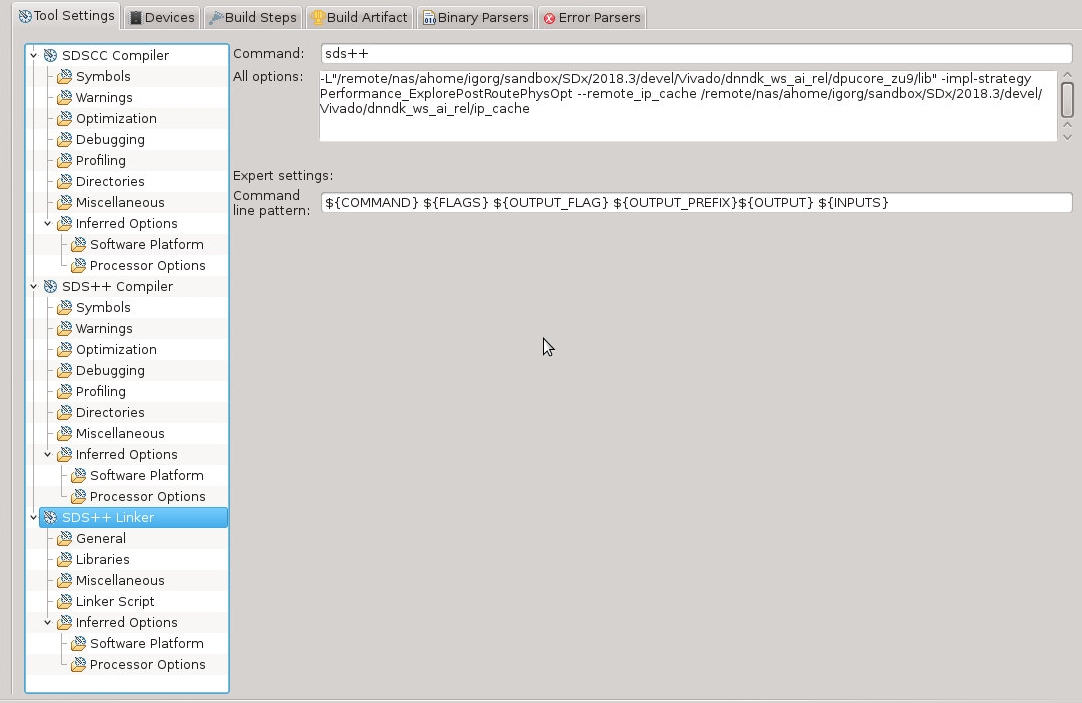 Tool Settings
Devices
Build Steps
Build Artifact
Binary Parsers
Error Parsers
SDSCC Compiler
Symbols
Warnings
Optimization
Debugging
Profiling
Directories
Miscellaneous
Inferred Options
Software Platform
Processor Options
SDS++ Compiler
Symbols
Warnings
Optimization
Debugging
Profiling
Directories
Miscellaneous
Inferred Options
Software Platform
Processor Options
SDS++ Linker
General
Libraries
Miscellaneous
Linker Script
Inferred Options
Software Platform
Processor Options
Command:
sds++
All options:
-L"/remote/nas/ahome/igorg/sandbox/SDx/2018.3/devel/Vivado/dnndk_ws_ai_rel/dpucore_zu9/lib" -impl-strategy
Performance_ExplorePostRoutePhysOpt --remote_ip_cache /remote/nas/ahome/igorg/sandbox/SDx/2018.3/devel/
Vivado/dnndk_ws_ai_rel/ip_cache
Expert settings:
Command
line pattern:
${COMMAND} ${FLAGS} ${OUTPUT_FLAG} ${OUTPUT_PREFIX}${OUTPUT} ${INPUTS}